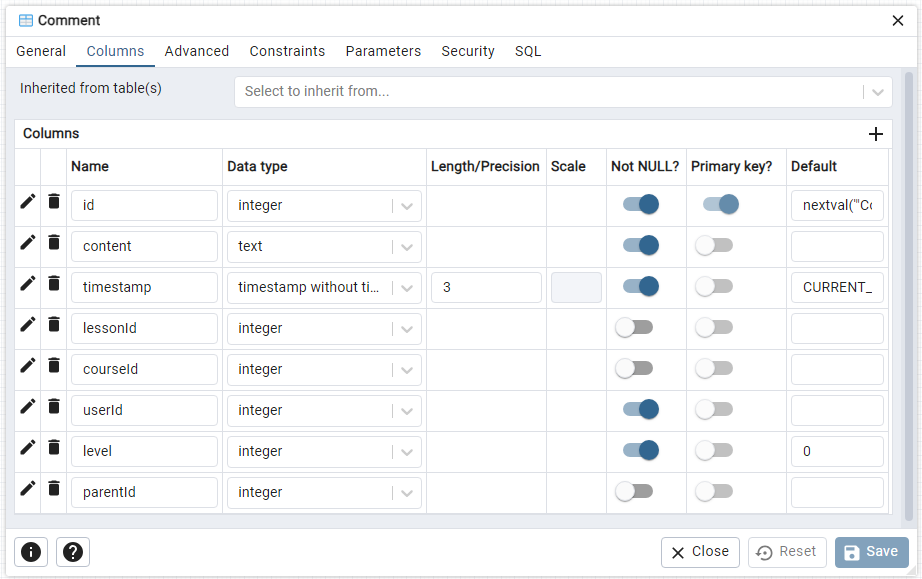 Comment
General Columns Advanced Constraints Parameters Security SQL
Inherited from table(s) Select to inherit from...
Columns
Name Data type Length/Precision Scale Not NULL? Primary key? Default
id integer nextval('"Co
content text
timestamp timestamp without ti... 3 CURRENT_
lessonId integer
courseId integer
userId integer
level integer 0
parentId integer
Close Reset Save